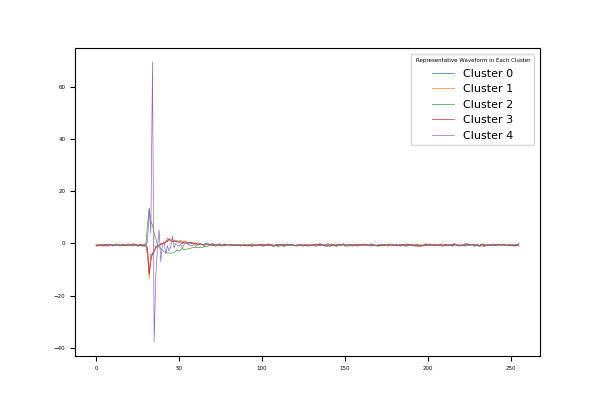 Representative Waveform in Each Cluster
Cluster 0
Cluster 1
Cluster 2
Cluster 3
Cluster 4
60
40
20
0
−20
−40
0
50
100
150
200
250